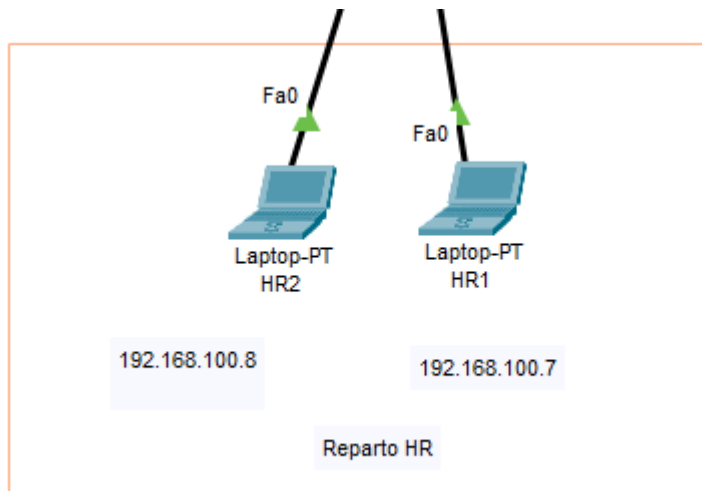 Fa0
Fa0
Laptop-PT
HR2
Laptop-PT
HR1
192.168.100.8
192.168.100.7
Reparto HR